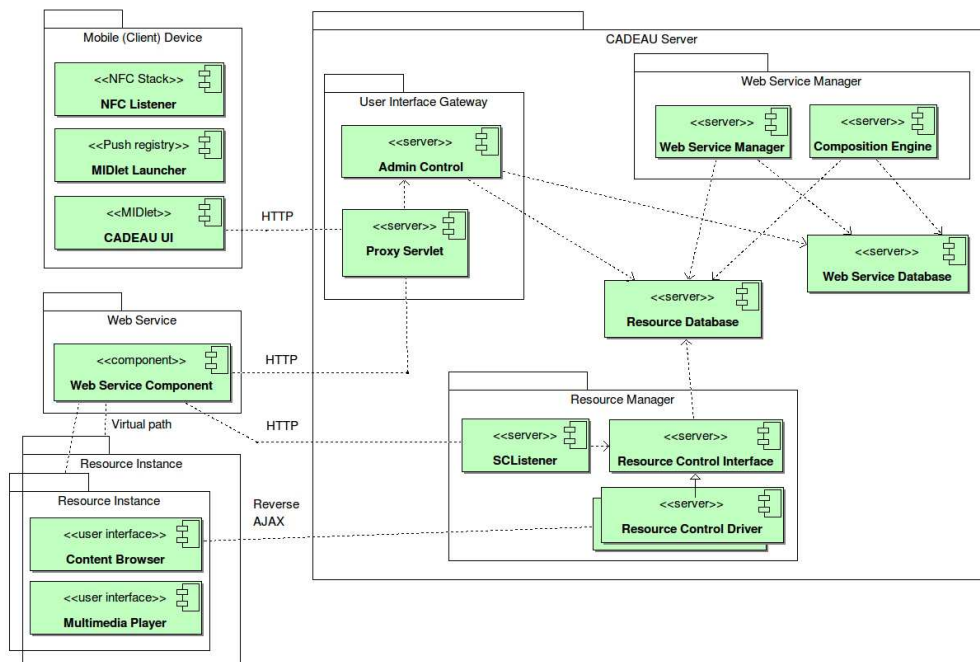 Mobile (Client) Device
<<NFC Stack>>
NFC Listener
<<Push registry>>
MIDlet Launcher
<<MIDlet>>
CADEAU UI
HTTP
CADEAU Server
User Interface Gateway
<<server>>
Admin Control
<<server>>
Proxy Servlet
Web Service Manager
<<server>>
Web Service Manager
<<server>>
Composition Engine
<<server>>
Web Service Database
<<server>>
Resource Database
Web Service
<<component>>
Web Service Component
HTTP
Virtual path
HTTP
Resource Manager
<<server>>
SCListener
<<server>>
Resource Control Interface
<<server>>
Resource Control Driver
Resource Instance
Resource Instance
Reverse
AJAX
<<user interface>>
Content Browser
<<user interface>>
Multimedia Player